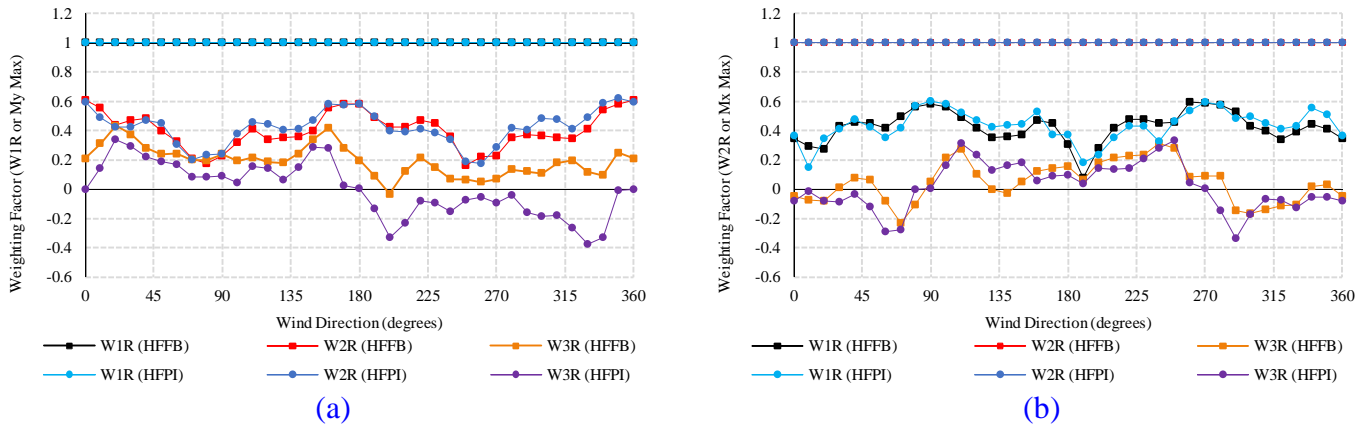 Weighting Factor (W1R or My Max)
1.2
1
0.8
0.6
0.4
0.2
0
-0.2
-0.4
-0.6
0 45 90 135 180 225 270 315 360
Wind Direction (degrees)
W1R (HFFB) W2R (HFFB) W3R (HFFB)
W1R (HFPI) W2R (HFPI) W3R (HFPI)
(a)
Weighting Factor (W2R or Mx Max)
1.2
1
0.8
0.6
0.4
0.2
0
-0.2
-0.4
-0.6
0 45 90 135 180 225 270 315 360
Wind Direction (degrees)
W1R (HFFB) W2R (HFFB) W3R (HFFB)
W1R (HFPI) W2R (HFPI) W3R (HFPI)
(b)